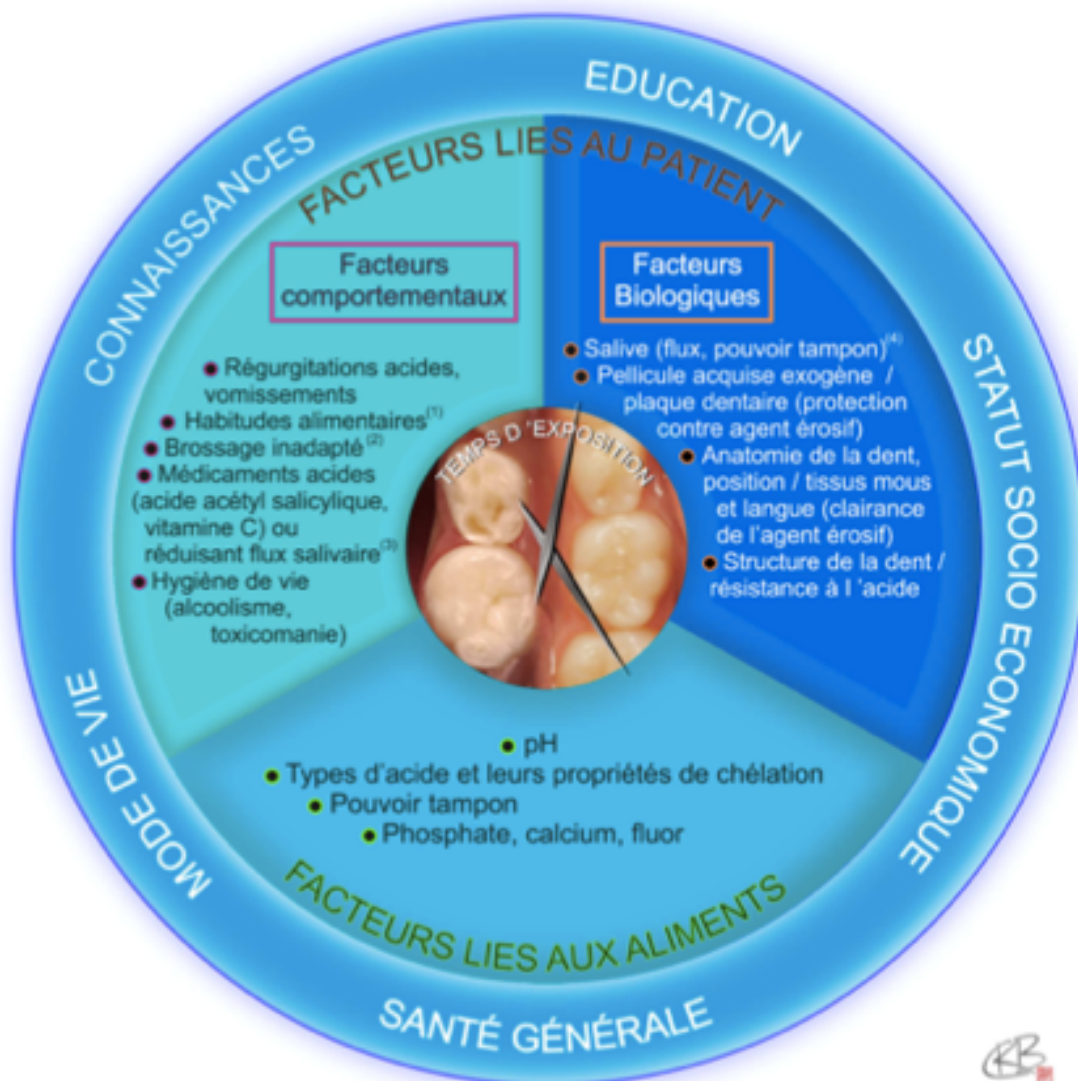 EDUCATION
CONNAISSANCES
STATUT SOCIO ECONOMIQUE
MODE DE VIE
SANTÉ GÉNÉRALE
FACTEURS LIES AU PATIENT
Facteurs
comportementaux
• Régurgitations acides,
vomissements
• Habitudes alimentaires(1)
• Brossage inadapté(2)
• Médicaments acides
(acide acétyl salicylique,
vitamine C) ou
réduisant flux salivaire(3)
• Hygiène de vie
(alcoolisme,
toxicomanie)
Facteurs
Biologiques
• Salive (flux, pouvoir tampon)(4)
• Pellicule acquise exogène /
plaque dentaire (protection
contre agent érosif)
• Anatomie de la dent,
position / tissus mous
et langue (clairance
de l'agent érosif)
• Structure de la dent /
résistance à l 'acide
TEMPS D 'EXPOSITION
• pH
• Types d'acide et leurs propriétés de chélation
• Pouvoir tampon
• Phosphate, calcium, fluor
FACTEURS LIES AUX ALIMENTS